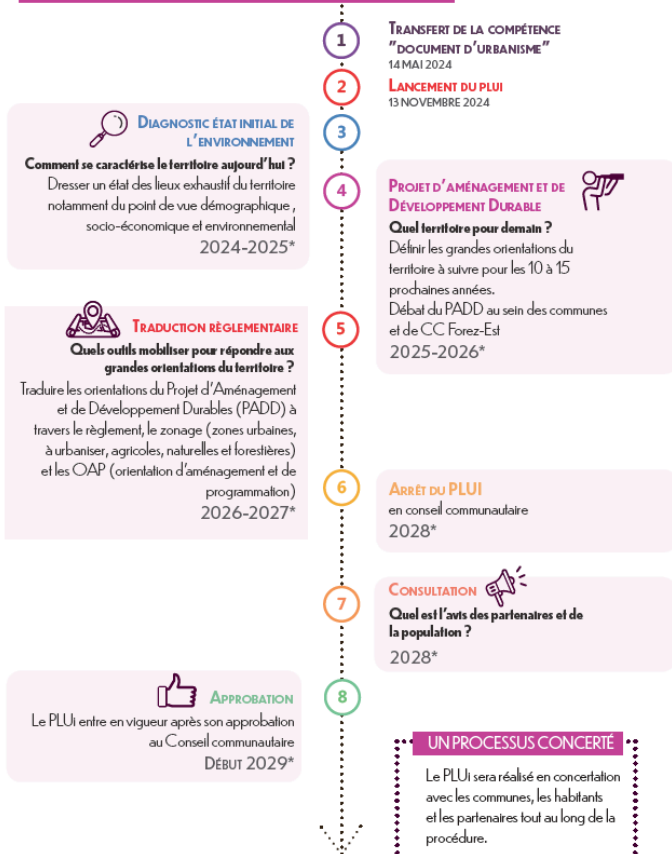 1
TRANSFERT DE LA COMPÉTENCE
"DOCUMENT D'URBANISME"
14 MAI 2024
2
LANCEMENT DU PLUI
13 NOVEMBRE 2024
3
DIAGNOSTIC ÉTAT INITIAL DE
L'ENVIRONNEMENT
Comment se caractérise le territoire aujourd'hui ?
Dresser un état des lieux exhaustif du territoire
notamment du point de vue démographique ,
socio-économique et environnemental
2024-2025*
4
PROJET D'AMÉNAGEMENT ET DE
DÉVELOPPEMENT DURABLE
Quel territoire pour demain ?
Définir les grandes orientations du
territoire à suivre pour les 10 à 15
prochaines années.
Débat du PADD au sein des communes
et de CC Forez-Est
2025-2026*
5
TRADUCTION RÈGLEMENTAIRE
Quels outils mobiliser pour répondre aux
grandes orientations du territoire ?
Traduire les orientations du Projet d'Aménagement
et de Développement Durables (PADD) à
travers le règlement, le zonage (zones urbaines,
à urbaniser, agricoles, naturelles et forestières)
et les OAP (orientation d'aménagement et de
programmation)
2026-2027*
6
ARRÊT DU PLUI
en conseil communautaire
2028*
7
CONSULTATION
Quel est l'avis des partenaires et de
la population ?
2028*
8
APPROBATION
Le PLUi entre en vigueur après son approbation
au Conseil communautaire
DÉBUT 2029*
UN PROCESSUS CONCERTÉ
Le PLUi sera réalisé en concertation
avec les communes, les habitants
et les partenaires tout au long de la
procédure.